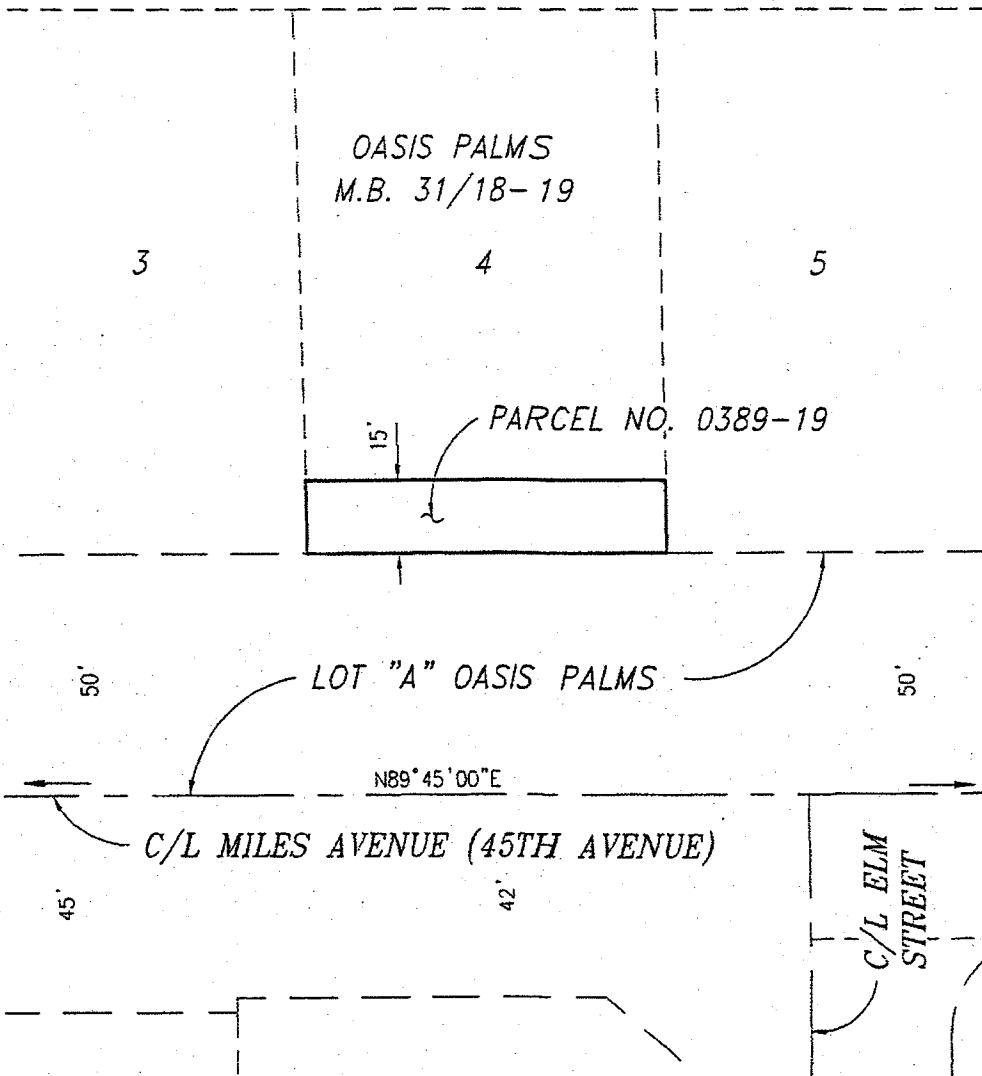 OASIS PALMS
M.B. 31/18-19
3
4
5
PARCEL NO. 0389-19
15'
LOT "A" OASIS PALMS
50'
50'
N89°45'00"E
C/L MILES AVENUE (45TH AVENUE)
45'
42'
C/L ELM
STREET